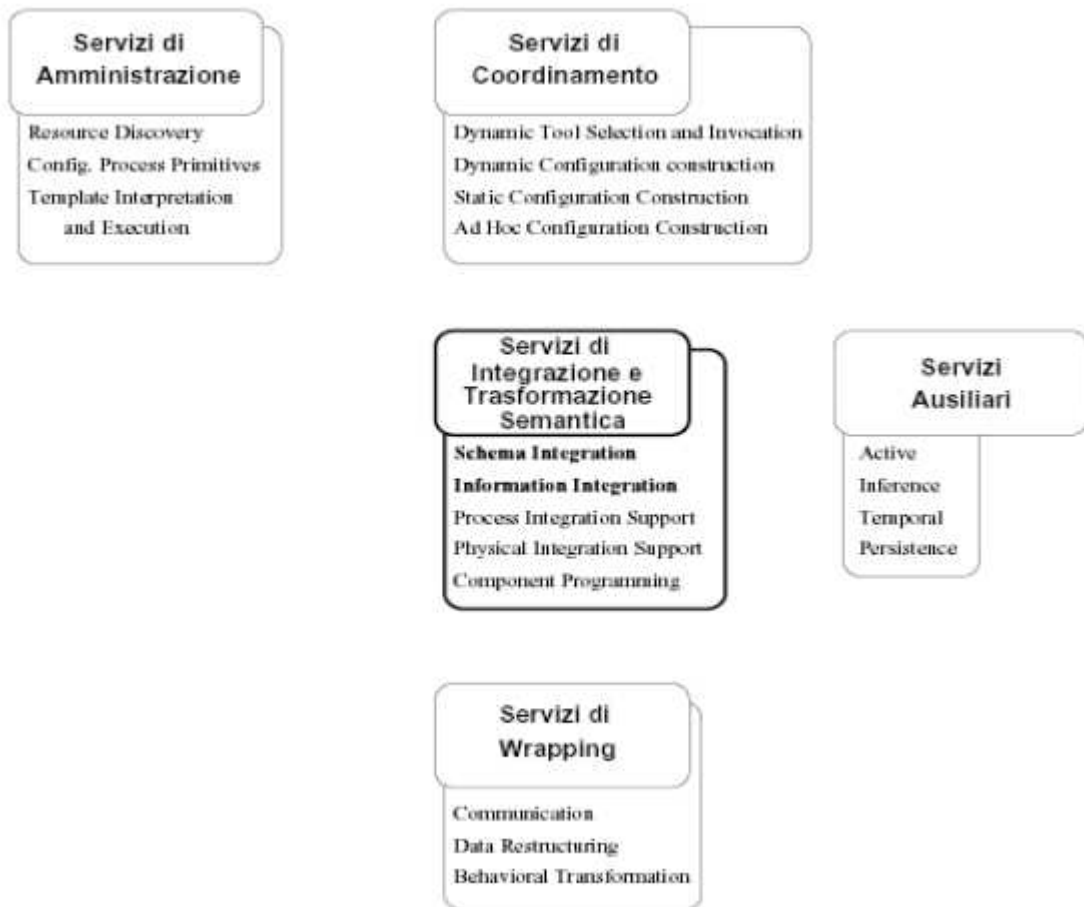 Servizi di
Amministrazione
Resource Discovery
Config. Process Primitives
Template Interpretation
and Execution
Servizi di
Coordinamento
Dynamic Tool Selection and Invocation
Dynamic Configuration construction
Static Configuration Construction
Ad Hoc Configuration Construction
Servizi di
Integrazione e
Trasformazione
Semantica
Schema Integration
Information Integration
Process Integration Support
Physical Integration Support
Component Programming
Servizi
Ausiliari
Active
Inference
Temporal
Persistence
Servizi di
Wrapping
Communication
Data Restructuring
Behavioral Transformation